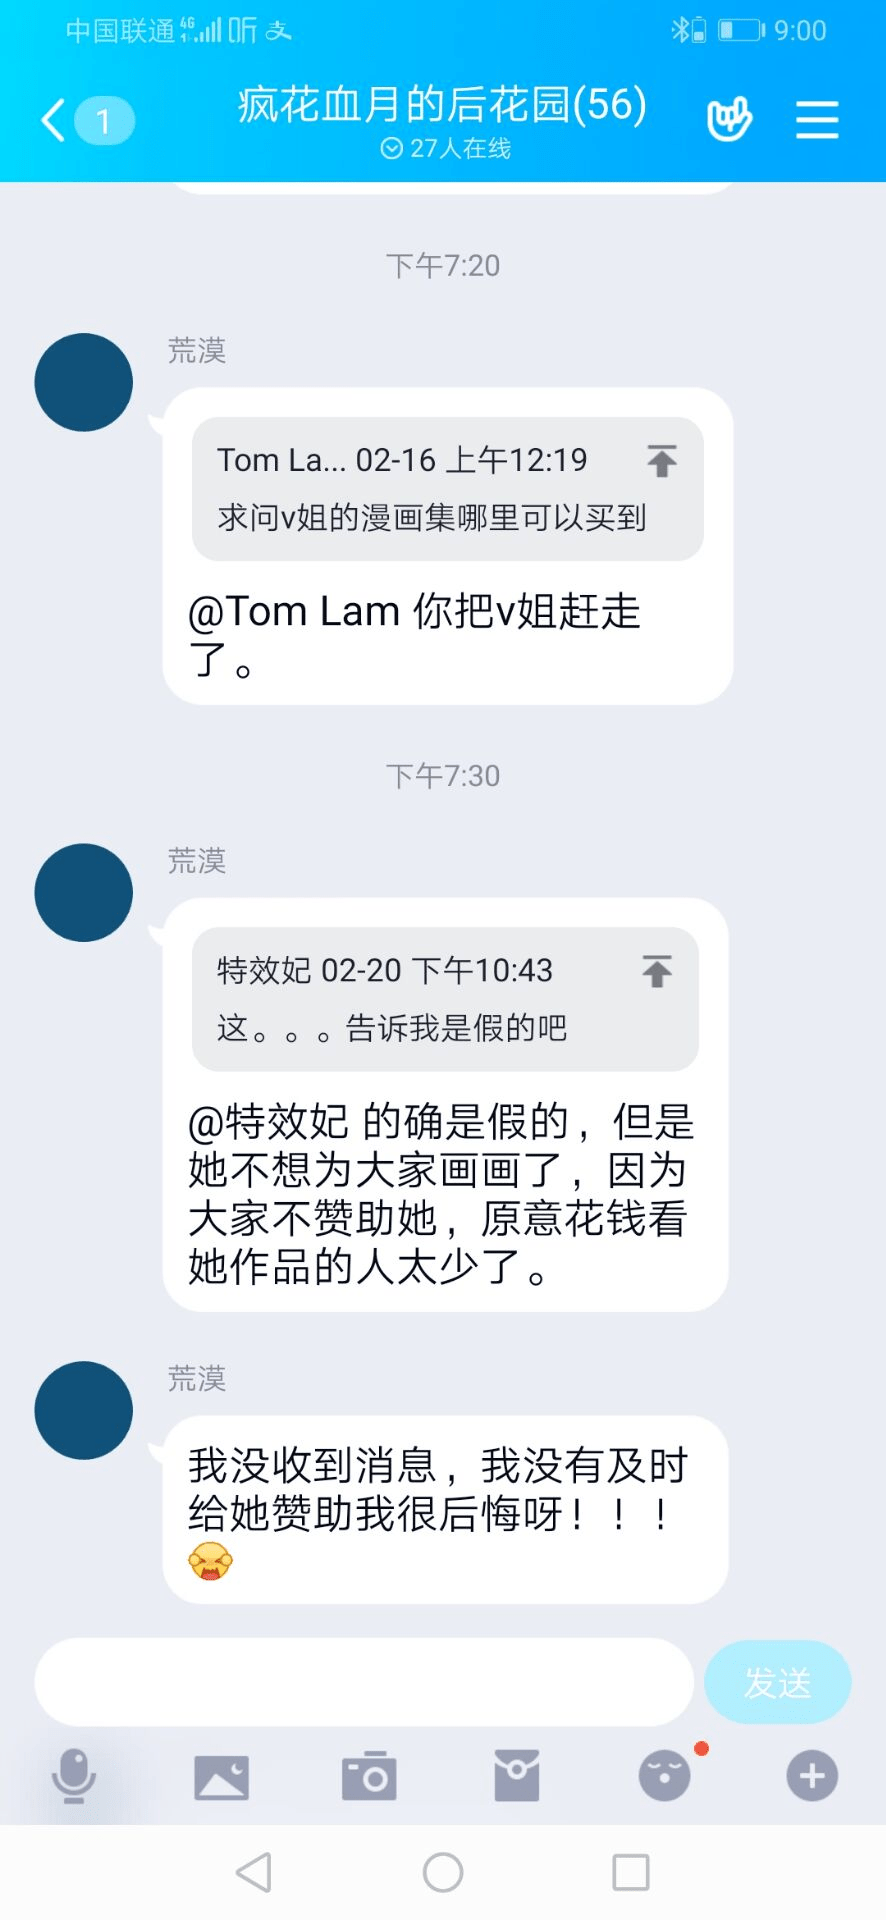 中国联通 4G 听 支 9:00
1 疯花血月的后花园(56)
27人在线
下午7:20
荒漠
Tom La... 02-16 上午12:19
求问v姐的漫画集哪里可以买到
@Tom Lam 你把v姐赶走
了。
下午7:30
荒漠
特效妃 02-20 下午10:43
这。。。告诉我是假的吧
@特效妃 的确是假的，但是
她不想为大家画画了，因为
大家不赞助她，原意花钱看
她作品的人太少了。
荒漠
我没收到消息，我没有及时
给她赞助我很后悔呀！！！
发送